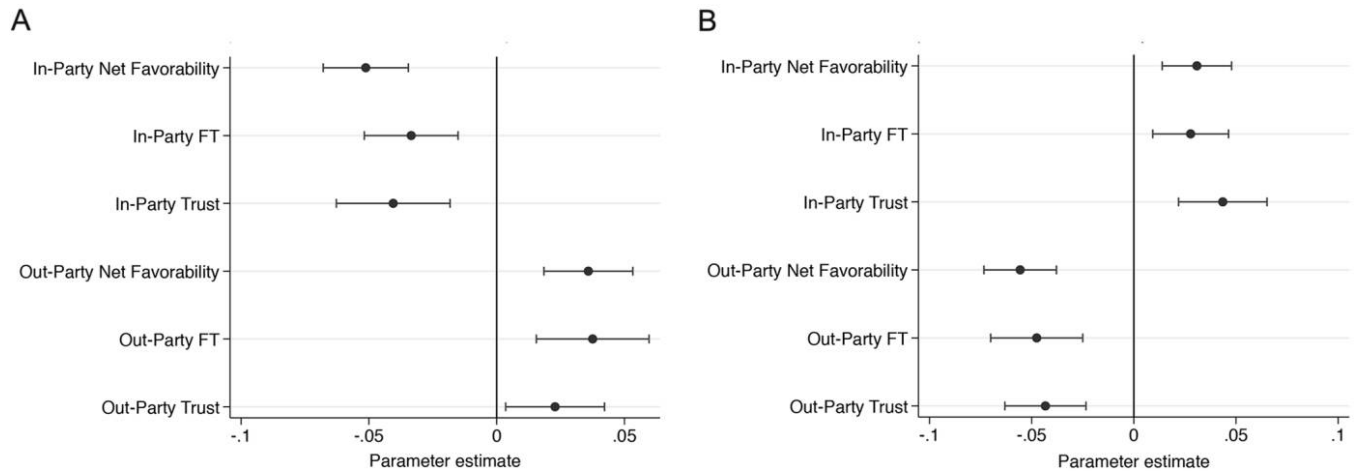 A
In-Party Net Favorability
In-Party FT
In-Party Trust
Out-Party Net Favorability
Out-Party FT
Out-Party Trust
-.1 -.05 0 .05
Parameter estimate
B
In-Party Net Favorability
In-Party FT
In-Party Trust
Out-Party Net Favorability
Out-Party FT
Out-Party Trust
-.1 -.05 0 .05 .1
Parameter estimate